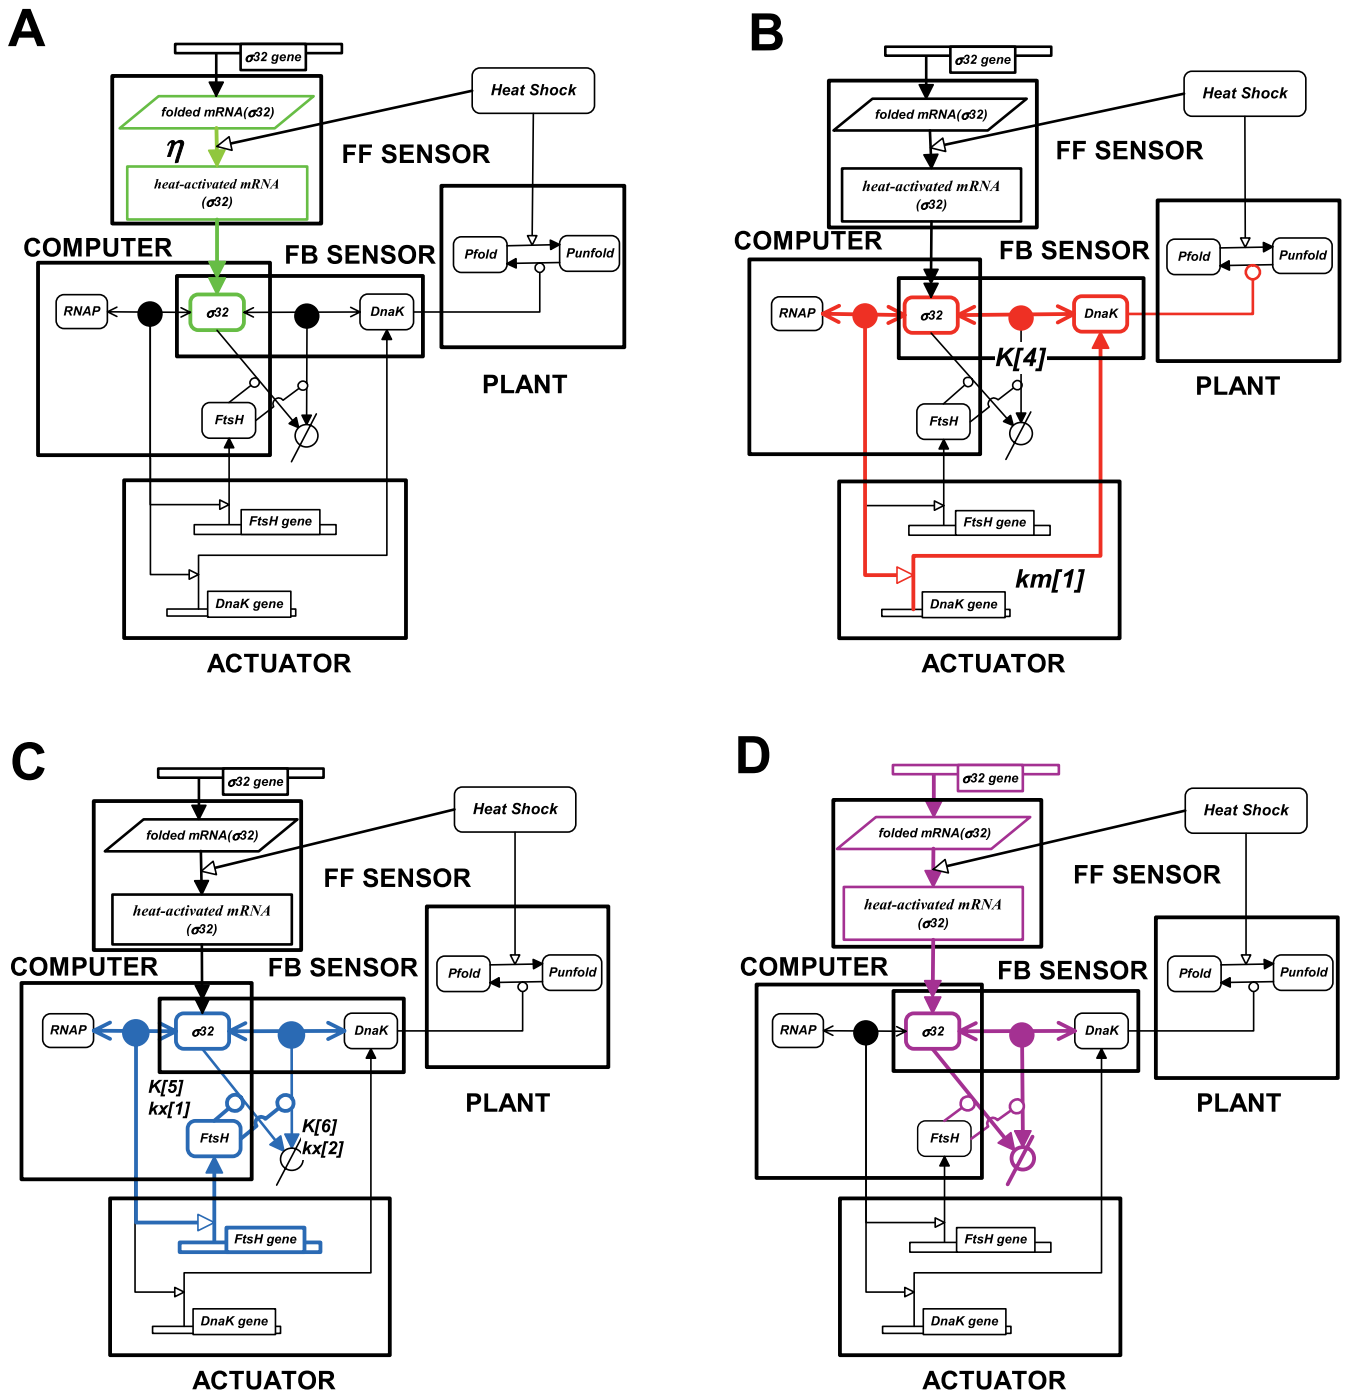 A
σ32 gene
Heat Shock
folded mRNA(σ32)
η
FF SENSOR
heat-activated mRNA
(σ32)
COMPUTER
FB SENSOR
Pfold
Punfold
RNAP
σ32
DnaK
PLANT
FtsH
FtsH gene
DnaK gene
ACTUATOR
B
σ32 gene
Heat Shock
folded mRNA(σ32)
FF SENSOR
heat-activated mRNA
(σ32)
COMPUTER
FB SENSOR
Pfold
Punfold
RNAP
σ32
DnaK
K[4]
PLANT
FtsH
FtsH gene
km[1]
DnaK gene
ACTUATOR
C
σ32 gene
Heat Shock
folded mRNA(σ32)
FF SENSOR
heat-activated mRNA
(σ32)
COMPUTER
FB SENSOR
Pfold
Punfold
RNAP
σ32
DnaK
K[5]
kx[1]
PLANT
FtsH
K[6]
kx[2]
FtsH gene
DnaK gene
ACTUATOR
D
σ32 gene
Heat Shock
folded mRNA(σ32)
FF SENSOR
heat-activated mRNA
(σ32)
COMPUTER
FB SENSOR
Pfold
Punfold
RNAP
σ32
DnaK
PLANT
FtsH
FtsH gene
DnaK gene
ACTUATOR